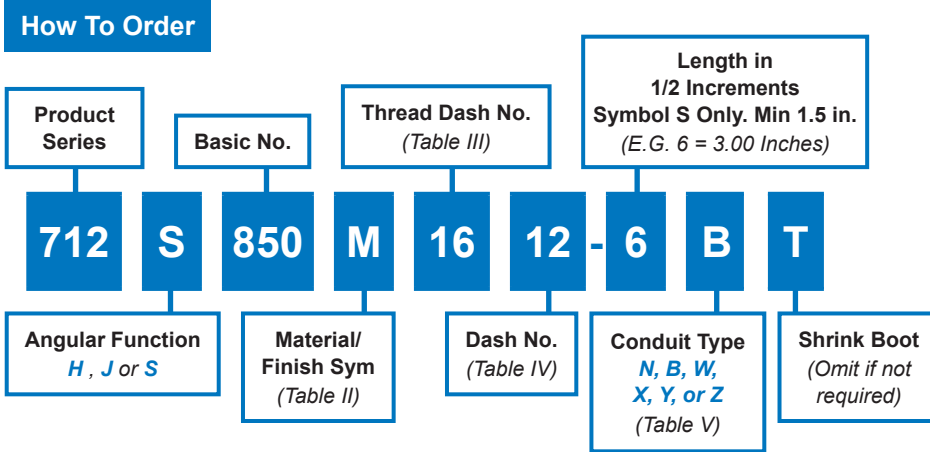 How To Order
Length in
1/2 Increments
Symbol S Only. Min 1.5 in.
(E.G. 6 = 3.00 Inches)
Product
Series
Basic No.
Thread Dash No.
(Table III)
712 S 850 M 16 12 - 6 B T
Angular Function
H , J or S
Material/
Finish Sym
(Table II)
Dash No.
(Table IV)
Conduit Type
N, B, W,
X, Y, or Z
(Table V)
Shrink Boot
(Omit if not
required)